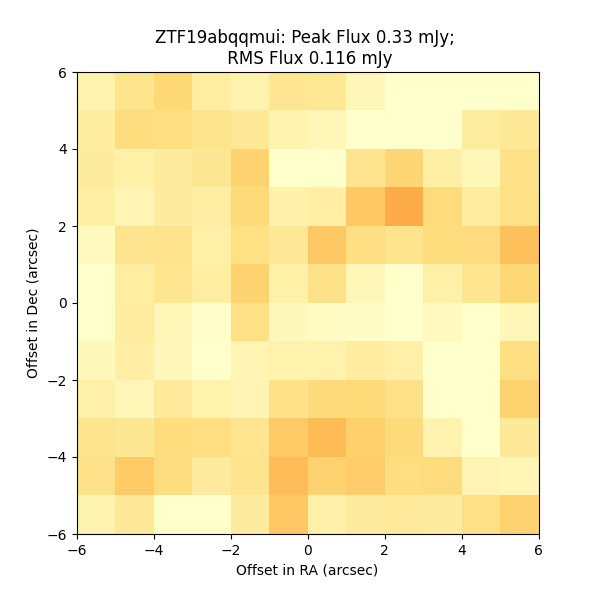 ZTF19abqqmui: Peak Flux 0.33 mJy;
RMS Flux 0.116 mJy
6
4
2
0
−2
−4
−6
Offset in Dec (arcsec)
−6 −4 −2 0 2 4 6
Offset in RA (arcsec)